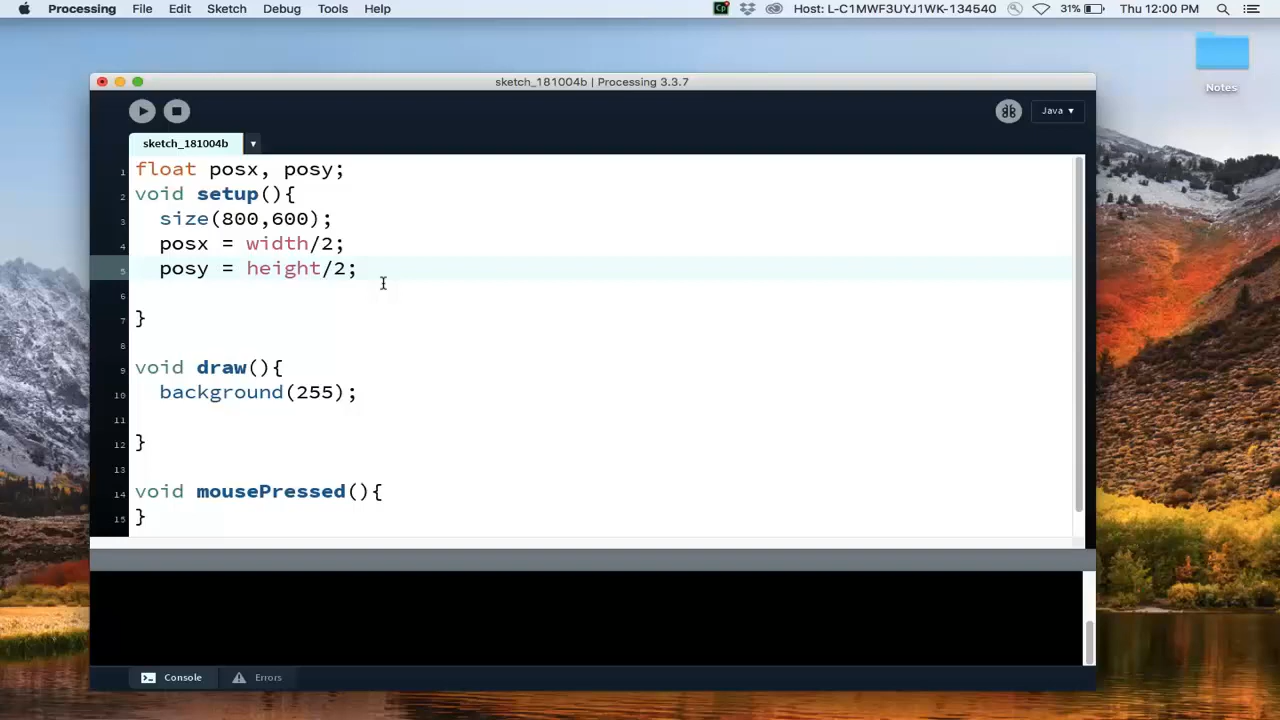 Processing File Edit Sketch Debug Tools Help Cp Host: L-C1MWF3UYJ1WK-134540 31% Thu 12:00 PM
Notes
sketch_181004b | Processing 3.3.7
Java ▾
sketch_181004b ▾
1 float posx, posy;
2 void setup(){
3 size(800,600);
4 posx = width/2;
5 posy = height/2;
6
7 }
8
9 void draw(){
10 background(255);
11
12 }
13
14 void mousePressed(){
15 }
Console Errors